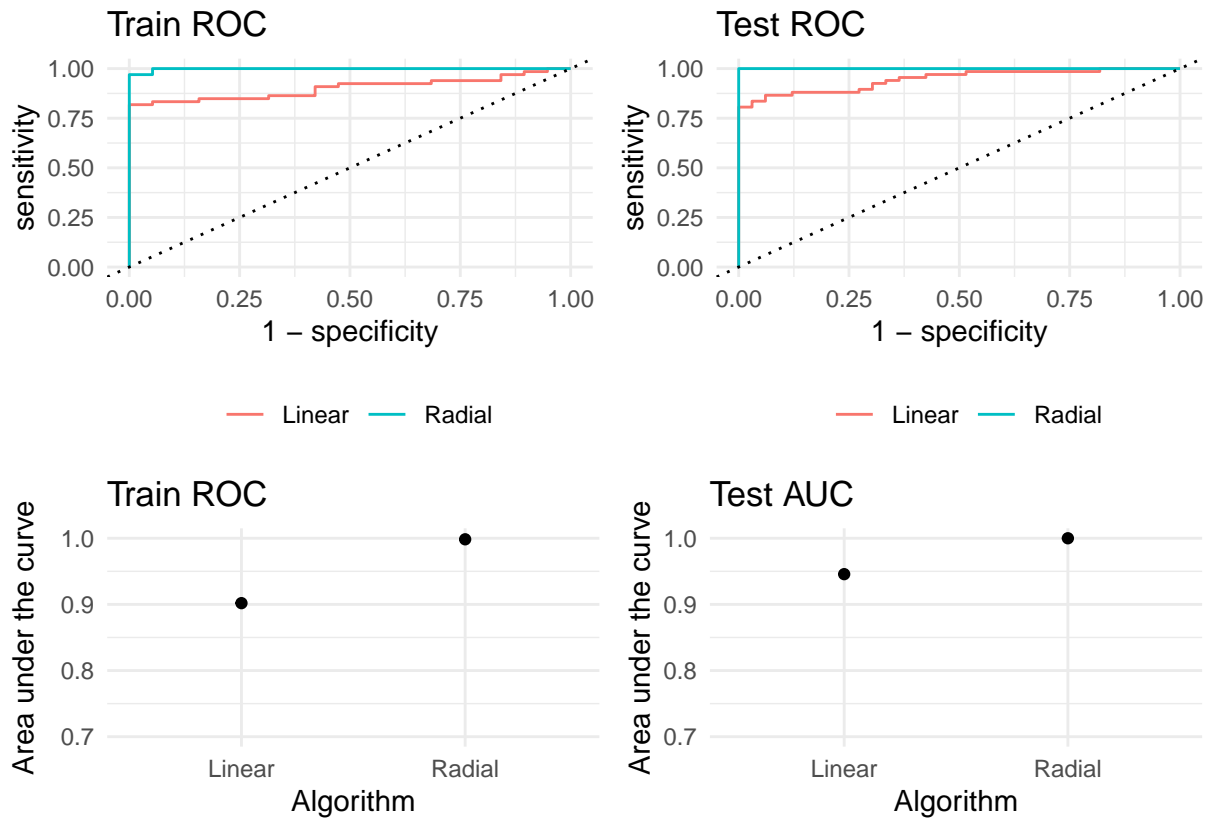 Train ROC
sensitivity
1.00
0.75
0.50
0.25
0.00
0.00 0.25 0.50 0.75 1.00
1 − specificity
Linear Radial
Test ROC
sensitivity
1.00
0.75
0.50
0.25
0.00
0.00 0.25 0.50 0.75 1.00
1 − specificity
Linear Radial
Train ROC
Area under the curve
1.0
0.9
0.8
0.7
Linear Radial
Algorithm
Test AUC
Area under the curve
1.0
0.9
0.8
0.7
Linear Radial
Algorithm